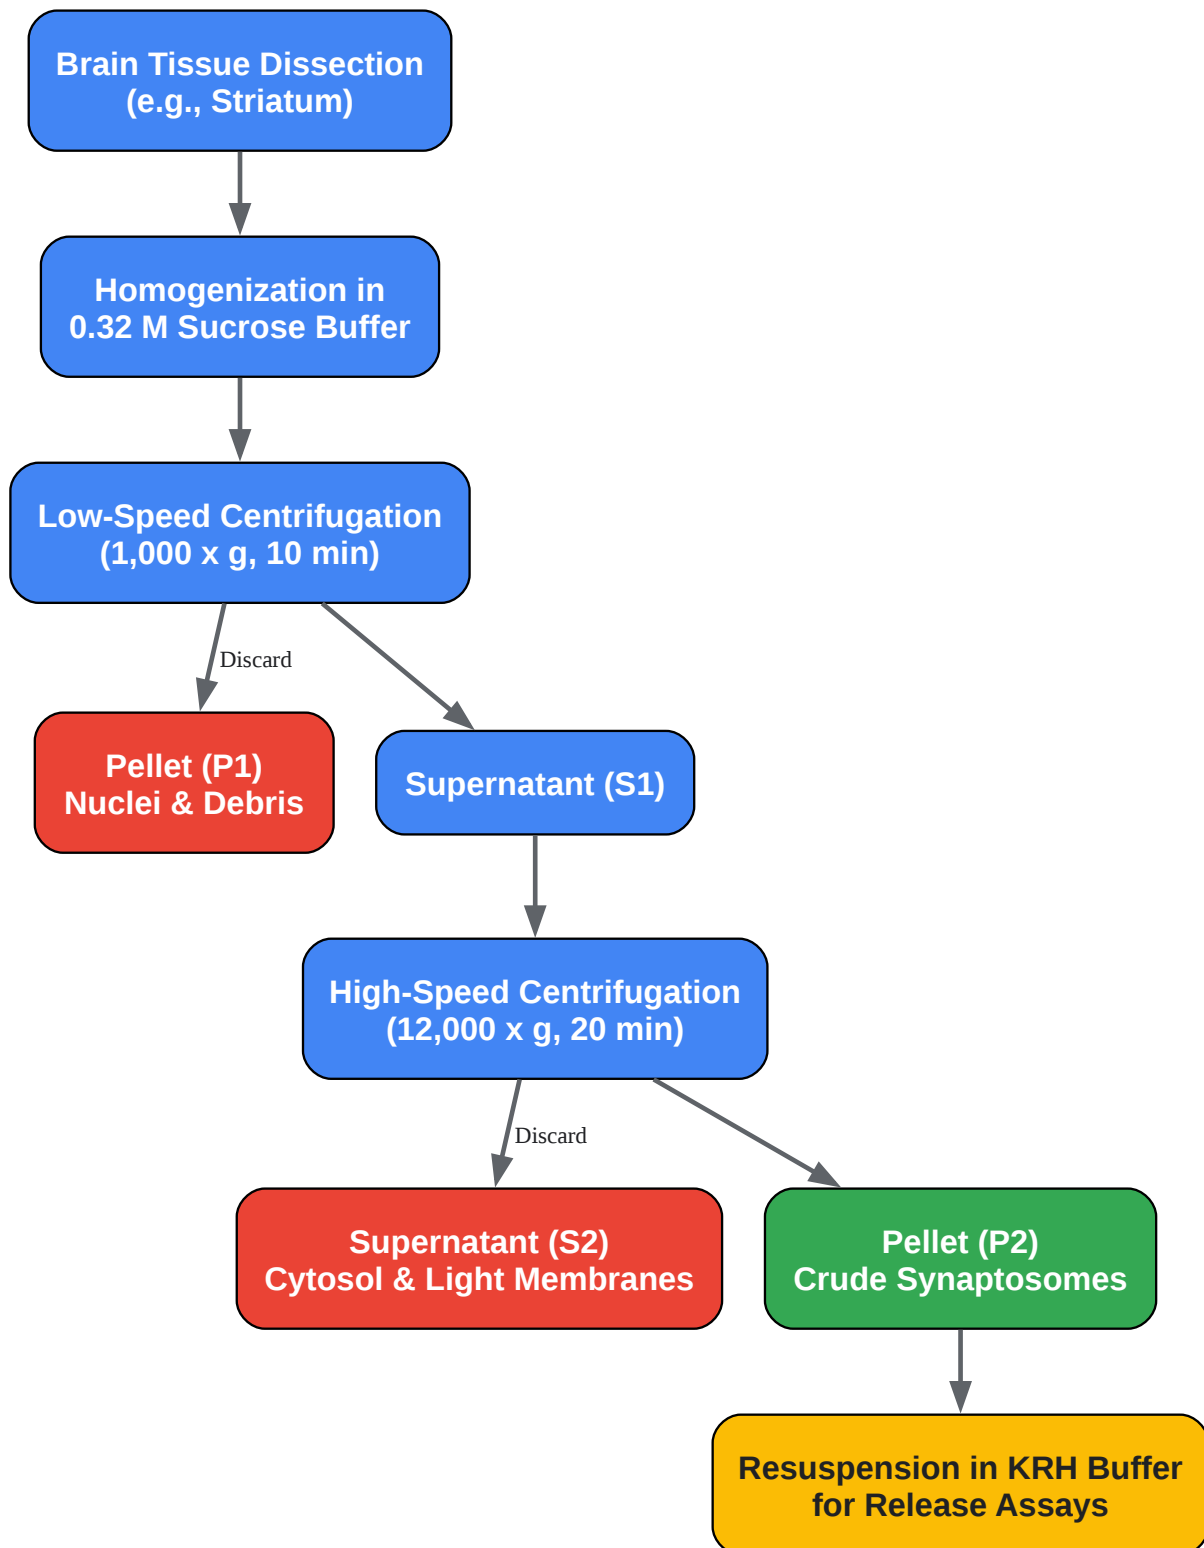 Brain Tissue Dissection
(e.g., Striatum)
Homogenization in
0.32 M Sucrose Buffer
Low-Speed Centrifugation
(1,000 x g, 10 min)
Discard
Pellet (P1)
Nuclei & Debris
Supernatant (S1)
High-Speed Centrifugation
(12,000 x g, 20 min)
Discard
Supernatant (S2)
Cytosol & Light Membranes
Pellet (P2)
Crude Synaptosomes
Resuspension in KRH Buffer
for Release Assays